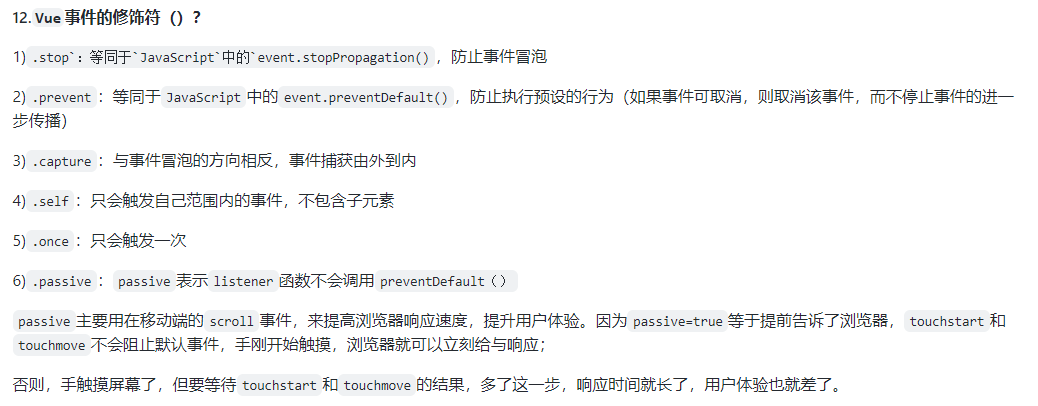 12.Vue事件的修饰符（）？
1) .stop`：等同于`JavaScript`中的`event.stopPropagation() ，防止事件冒泡
2) .prevent ：等同于 JavaScript 中的 event.preventDefault() ，防止执行预设的行为（如果事件可取消，则取消该事件，而不停止事件的进一
步传播）
3) .capture ：与事件冒泡的方向相反，事件捕获由外到内
4) .self ：只会触发自己范围内的事件，不包含子元素
5) .once ：只会触发一次
6) .passive ： passive 表示 listener 函数不会调用 preventDefault（）
passive 主要用在移动端的 scroll 事件，来提高浏览器响应速度，提升用户体验。因为 passive=true 等于提前告诉了浏览器， touchstart 和
touchmove 不会阻止默认事件，手刚开始触摸，浏览器就可以立刻给与响应；
否则，手触摸屏幕了，但要等待 touchstart 和 touchmove 的结果，多了这一步，响应时间就长了，用户体验也就差了。